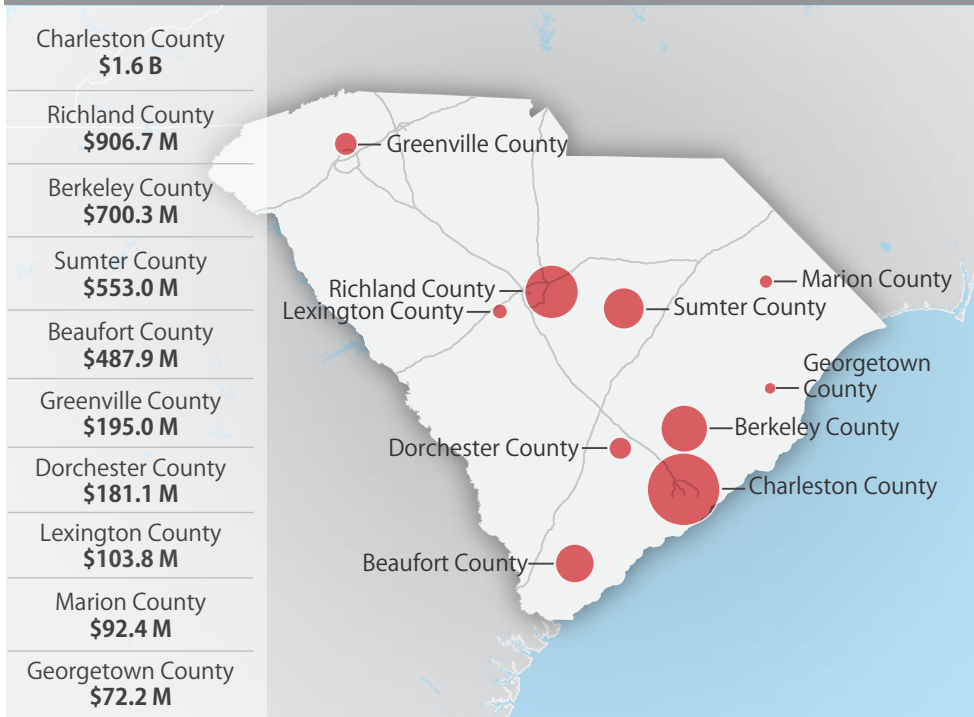 Charleston County
$1.6 B
Richland County
$906.7 M
Berkeley County
$700.3 M
Sumter County
$553.0 M
Beaufort County
$487.9 M
Greenville County
$195.0 M
Dorchester County
$181.1 M
Lexington County
$103.8 M
Marion County
$92.4 M
Georgetown County
$72.2 M
Greenville County
Richland County
Lexington County
Sumter County
Marion County
Georgetown
County
Berkeley County
Dorchester County
Charleston County
Beaufort County